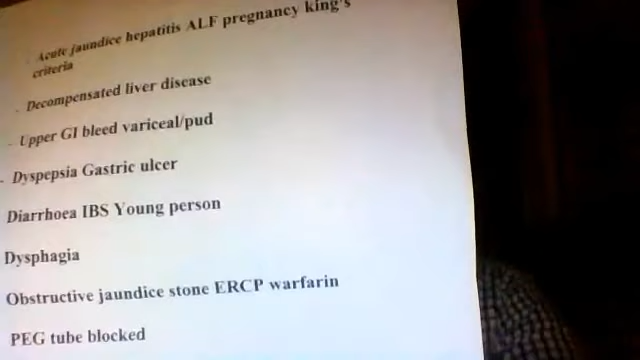 - Acute jaundice hepatitis ALF pregnancy king's
criteria
- Decompensated liver disease
- Upper GI bleed variceal/pud
- Dyspepsia Gastric ulcer
Diarrhoea IBS Young person
Dysphagia
Obstructive jaundice stone ERCP warfarin
PEG tube blocked